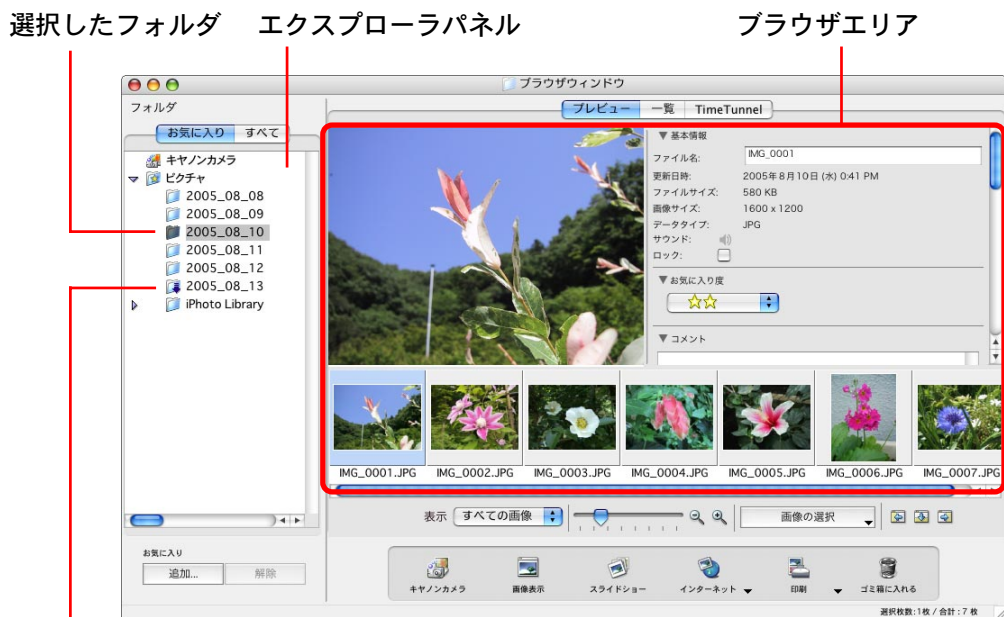 選択したフォルダ エクスプローラパネル ブラウザエリア
ブラウザウィンドウ
フォルダ
プレビュー 一覧 TimeTunnel
お気に入り すべて
キヤノンカメラ
ピクチャ
2005_08_08
2005_08_09
2005_08_10
2005_08_11
2005_08_12
2005_08_13
iPhoto Library
▼ 基本情報
ファイル名: IMG_0001
更新日時: 2005年8月10日 (水) 0:41 PM
ファイルサイズ: 580 KB
画像サイズ: 1600 x 1200
データタイプ: JPG
サウンド:
ロック:
▼お気に入り度
☆☆
▼ コメント
IMG_0001.JPG IMG_0002.JPG IMG_0003.JPG IMG_0004.JPG IMG_0005.JPG IMG_0006.JPG IMG_0007.JPG
表示 すべての画像 画像の選択
お気に入り
追加... 解除
キヤノンカメラ 画像表示 スライドショー インターネット 印刷 ゴミ箱に入れる
選択枚数:1枚 / 合計:7 枚